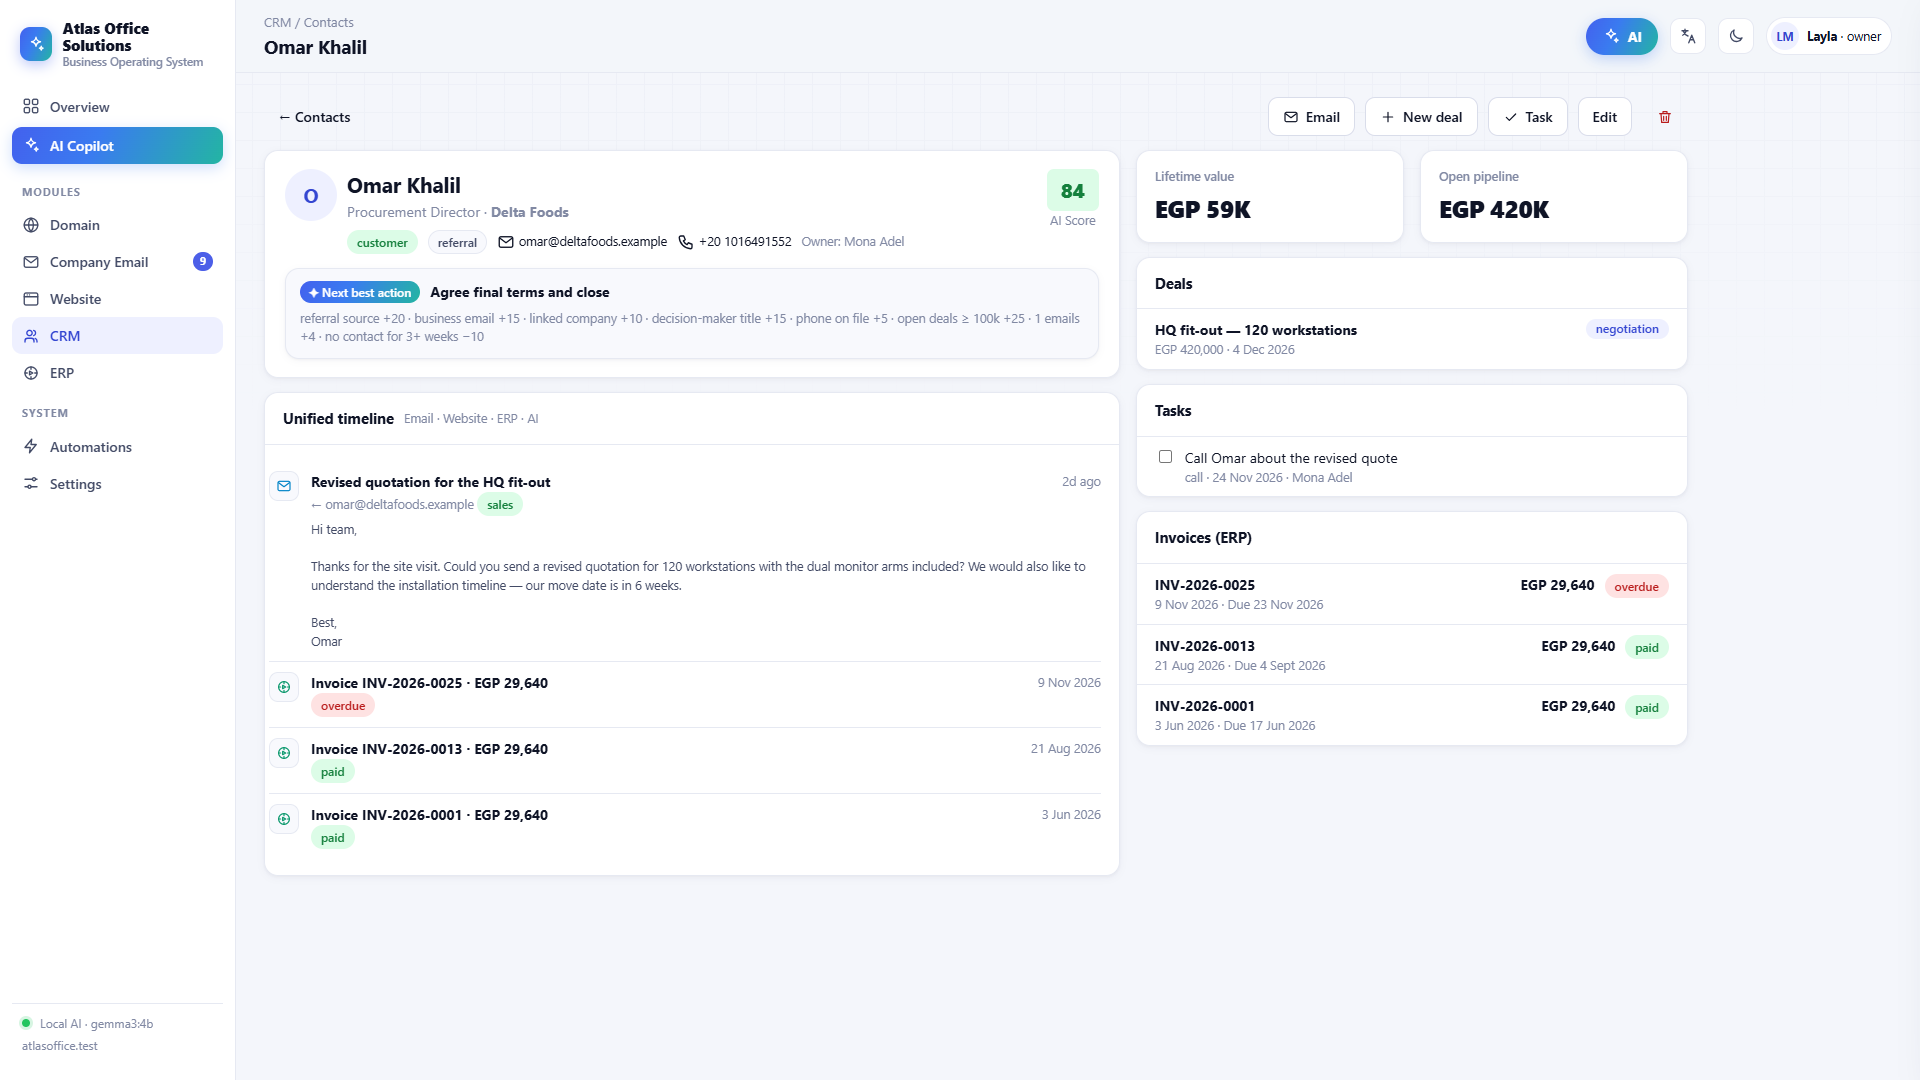 Atlas Office Solutions
Business Operating System
Overview
AI Copilot
MODULES
Domain
Company Email 9
Website
CRM
ERP
SYSTEM
Automations
Settings
Local AI · gemma3:4b
atlasoffice.test
CRM / Contacts
Omar Khalil
AI
LM Layla · owner
← Contacts
Email
New deal
Task
Edit
O
Omar Khalil
Procurement Director · Delta Foods
customer referral omar@deltafoods.example +20 1016491552 Owner: Mona Adel
84
AI Score
Next best action Agree final terms and close
referral source +20 · business email +15 · linked company +10 · decision-maker title +15 · phone on file +5 · open deals ≥ 100k +25 · 1 emails
+4 · no contact for 3+ weeks −10
Unified timeline Email · Website · ERP · AI
Revised quotation for the HQ fit-out 2d ago
← omar@deltafoods.example sales
Hi team,
Thanks for the site visit. Could you send a revised quotation for 120 workstations with the dual monitor arms included? We would also like to
understand the installation timeline — our move date is in 6 weeks.
Best,
Omar
Invoice INV-2026-0025 · EGP 29,640 9 Nov 2026
overdue
Invoice INV-2026-0013 · EGP 29,640 21 Aug 2026
paid
Invoice INV-2026-0001 · EGP 29,640 3 Jun 2026
paid
Lifetime value
EGP 59K
Open pipeline
EGP 420K
Deals
HQ fit-out — 120 workstations negotiation
EGP 420,000 · 4 Dec 2026
Tasks
Call Omar about the revised quote
call · 24 Nov 2026 · Mona Adel
Invoices (ERP)
INV-2026-0025 EGP 29,640 overdue
9 Nov 2026 · Due 23 Nov 2026
INV-2026-0013 EGP 29,640 paid
21 Aug 2026 · Due 4 Sept 2026
INV-2026-0001 EGP 29,640 paid
3 Jun 2026 · Due 17 Jun 2026